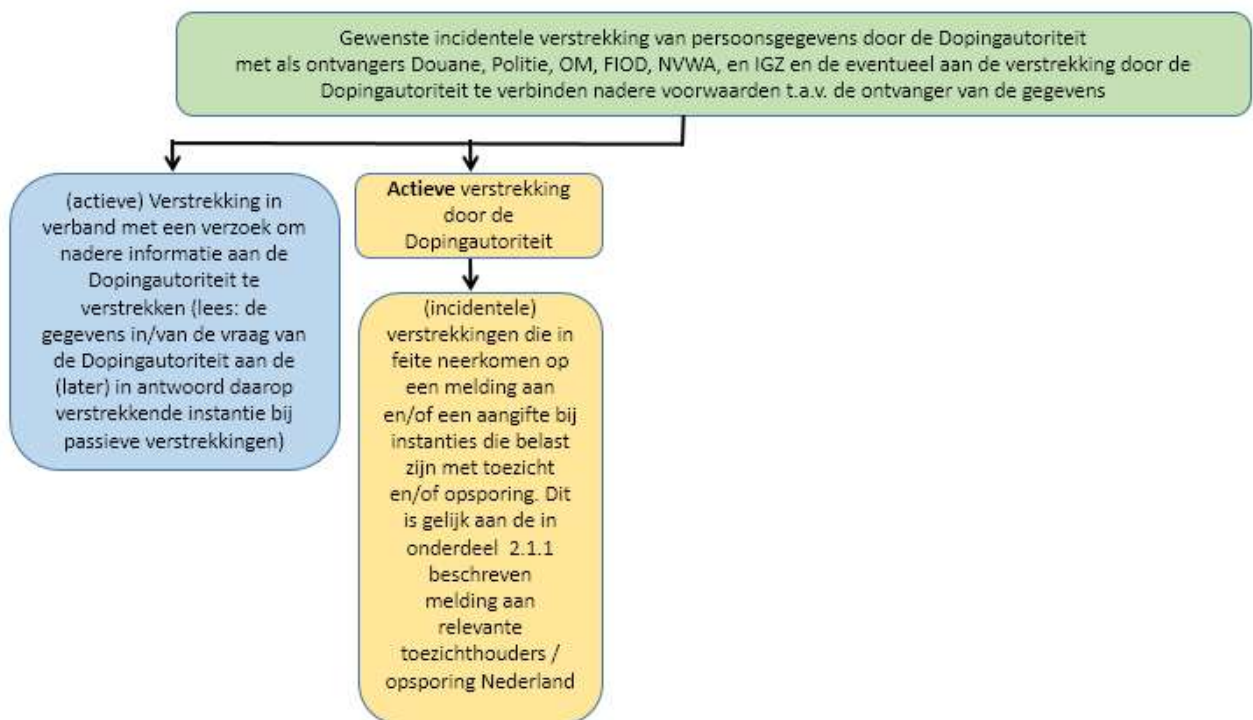 Gewenste incidentele verstrekking van persoonsgegevens door de Dopingautoriteit
met als ontvangers Douane, Politie, OM, FIOD, NVWA, en IGZ en de eventueel aan de verstrekking door de
Dopingautoriteit te verbinden nadere voorwaarden t.a.v. de ontvanger van de gegevens
(actieve) Verstrekking in
verband met een verzoek om
nadere informatie aan de
Dopingautoriteit te
verstrekken (lees: de
gegevens in/van de vraag van
de Dopingautoriteit aan de
(later) in antwoord daarop
verstrekkende instantie bij
passieve verstrekkingen)
Actieve verstrekking
door de
Dopingautoriteit
(incidentele)
verstrekkingen die in
feite neerkomen op
een melding aan
en/of een aangifte bij
instanties die belast
zijn met toezicht
en/of opsporing. Dit
is gelijk aan de in
onderdeel 2.1.1
beschreven
melding aan
relevante
toezichthouders /
opsporing Nederland